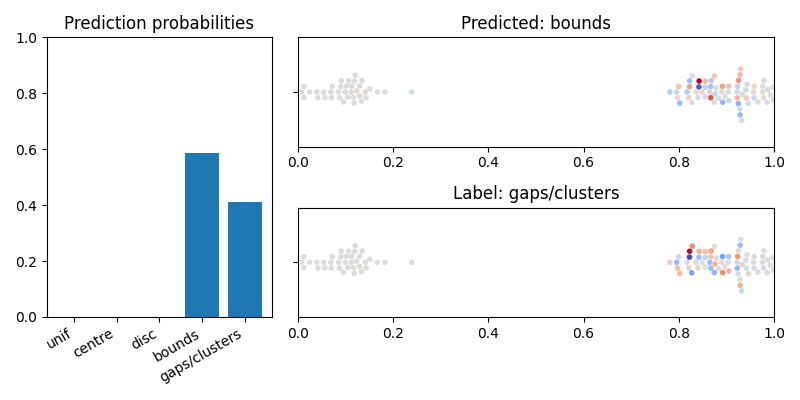 Prediction probabilities
1.0
0.8
0.6
0.4
0.2
0.0
unif
centre
disc
bounds
gaps/clusters
Predicted: bounds
0.0 0.2 0.4 0.6 0.8 1.0
Label: gaps/clusters
0.0 0.2 0.4 0.6 0.8 1.0